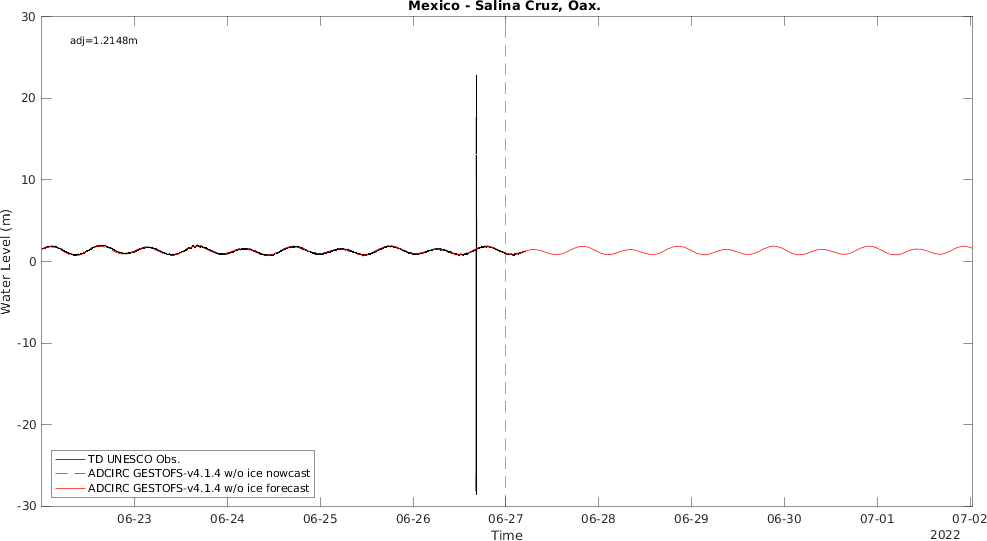 Mexico - Salina Cruz, Oax.
adj=1.2148m
30
20
10
0
-10
-20
-30
Water Level (m)
TD UNESCO Obs.
ADCIRC GESTOFS-v4.1.4 w/o ice nowcast
ADCIRC GESTOFS-v4.1.4 w/o ice forecast
06-23 06-24 06-25 06-26 06-27 06-28 06-29 06-30 07-01 07-02
Time
2022